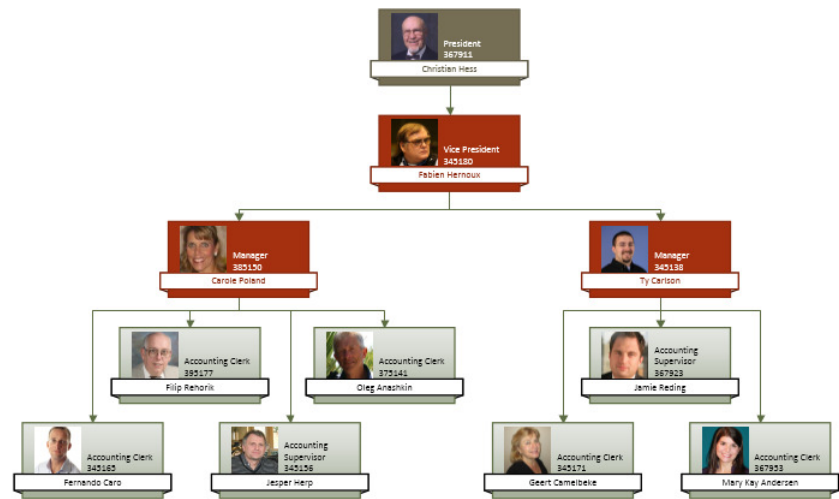 President
367911
Christian Hess
Vice President
345180
Fabien Hernoux
Manager
385150
Carole Poland
Manager
345138
Ty Carlson
Accounting Clerk
395177
Filip Rehorik
Accounting Clerk
375141
Oleg Anashkin
Accounting
Supervisor
367923
Jamie Reding
Accounting Clerk
345165
Fernando Caro
Accounting
Supervisor
345156
Jesper Herp
Accounting Clerk
345171
Geert Camelbeke
Accounting Clerk
367953
Mary Kay Andersen